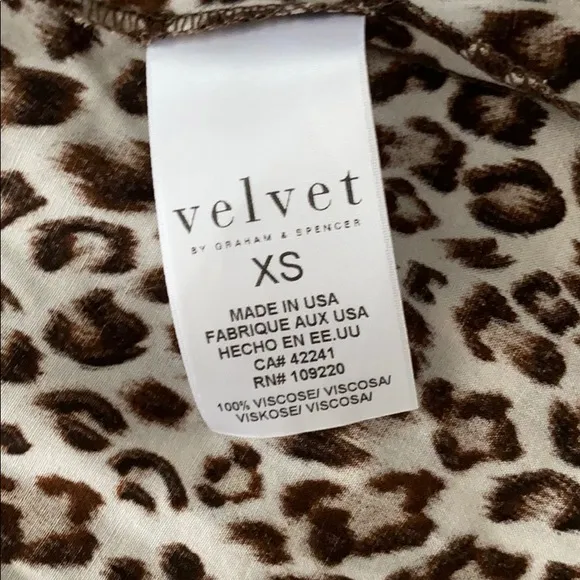 velvet
BY GRAHAM & SPENCER
XS
MADE IN USA
FABRIQUE AUX USA
HECHO EN EE.UU
CA# 42241
RN# 109220
100% VISCOSE/ VISCOSA/
VISKOSE/ VISCOSA/